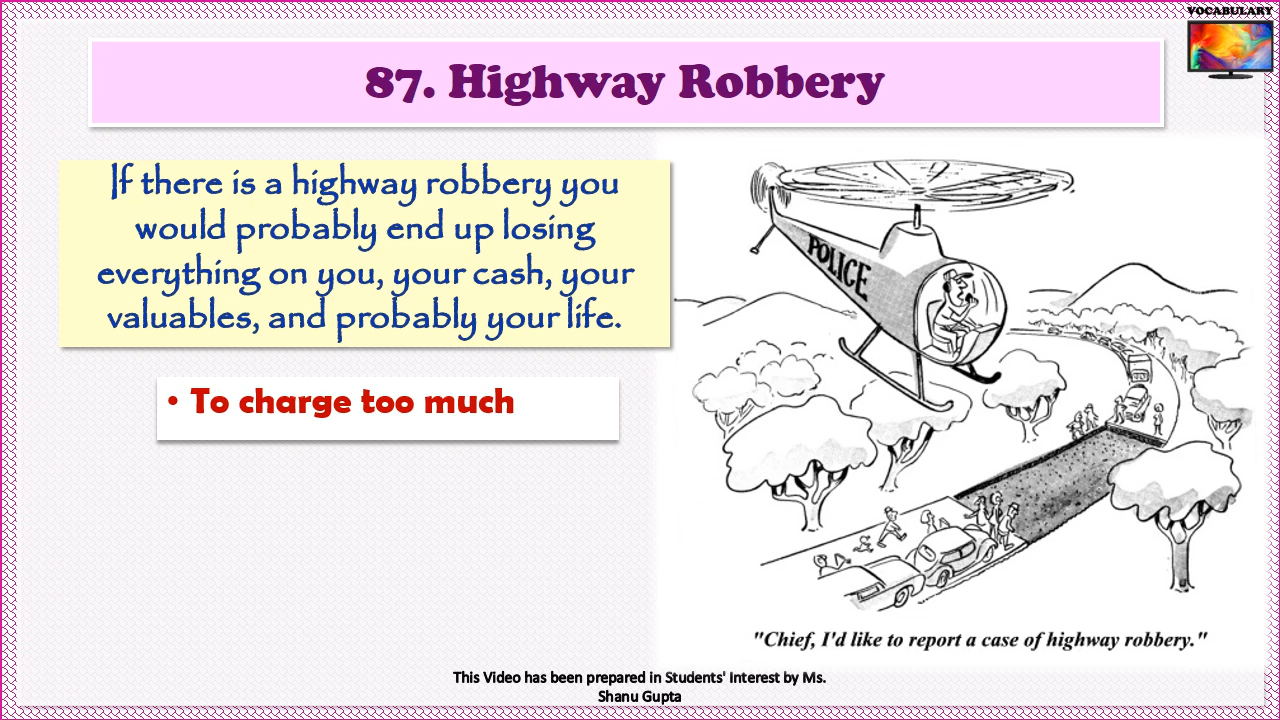 VOCABULARY
87. Highway Robbery
If there is a highway robbery you
would probably end up losing
everything on you, your cash, your
valuables, and probably your life.
• To charge too much
POLICE
"Chief, I'd like to report a case of highway robbery."
This Video has been prepared in Students' Interest by Ms.
Shanu Gupta